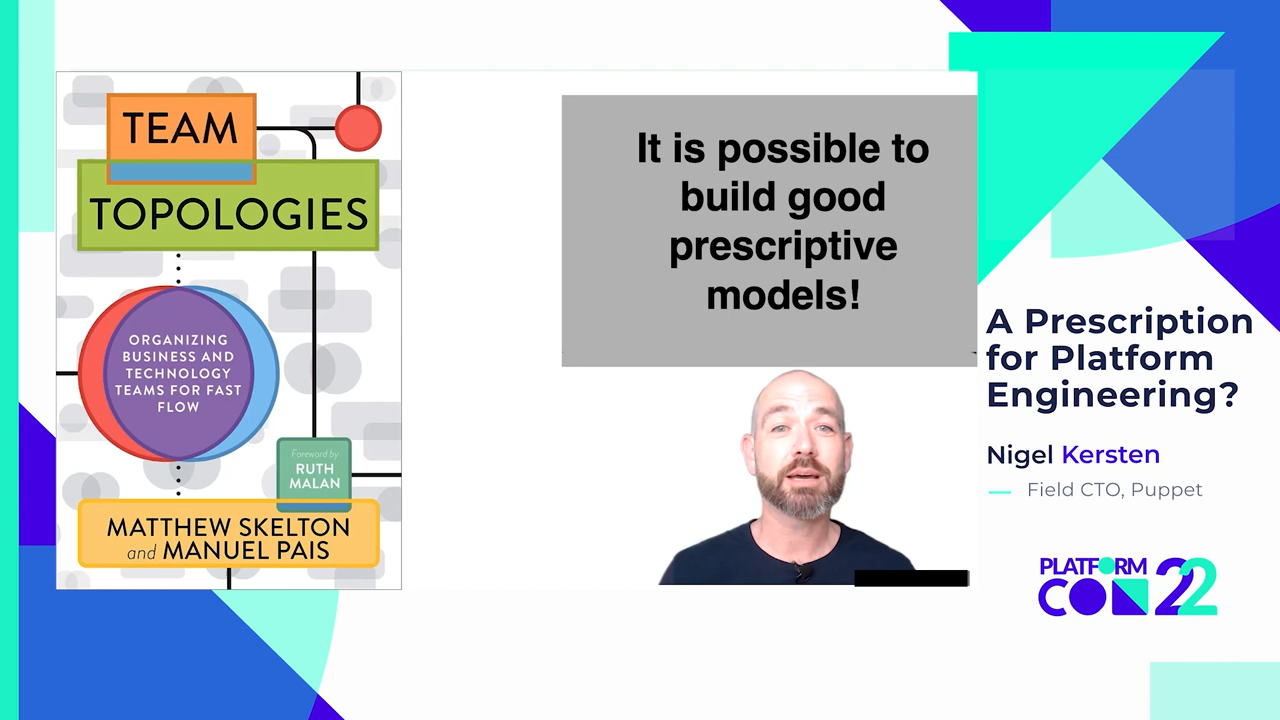 TEAM
TOPOLOGIES
ORGANIZING
BUSINESS AND
TECHNOLOGY
TEAMS FOR FAST
FLOW
Foreword by
RUTH
MALAN
MATTHEW SKELTON
and MANUEL PAIS
It is possible to
build good
prescriptive
models!
A Prescription
for Platform
Engineering?
Nigel Kersten
Field CTO, Puppet
PLATFORM
CON 22